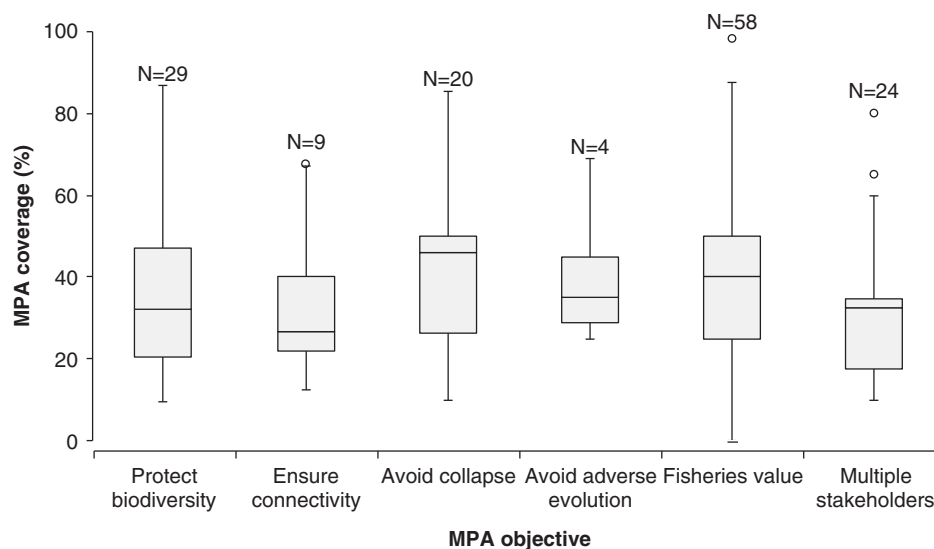 MPA coverage (%)
100
80
60
40
20
0
N=29
N=9
N=20
N=4
N=58
N=24
Protect
biodiversity
Ensure
connectivity
Avoid collapse
Avoid adverse
evolution
Fisheries value
Multiple
stakeholders
MPA objective